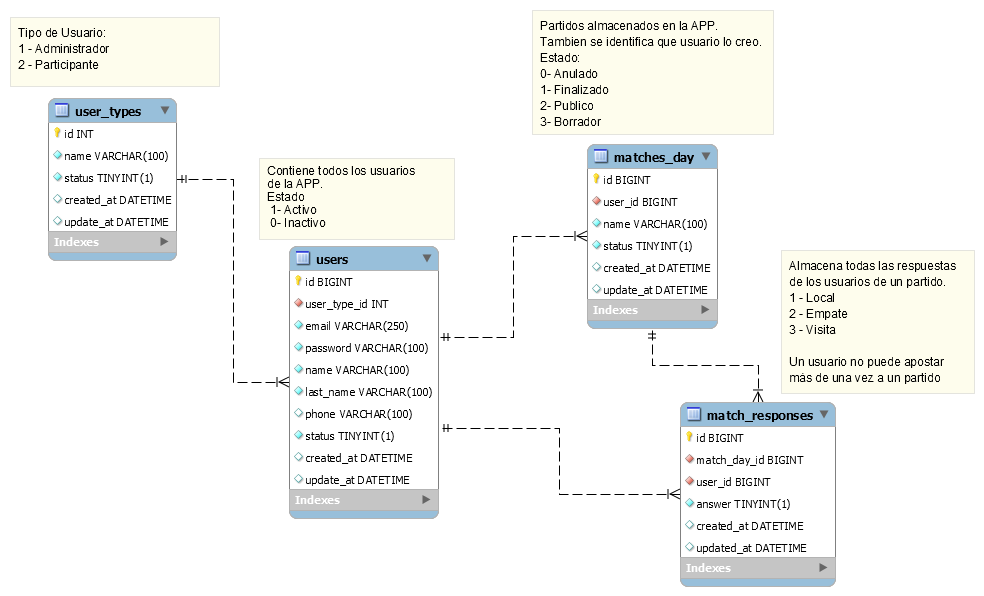 Tipo de Usuario:
1 - Administrador
2 - Participante
user_types
id INT
name VARCHAR(100)
status TINYINT(1)
created_at DATETIME
update_at DATETIME
Indexes
Contiene todos los usuarios
de la APP.
Estado
1- Activo
0- Inactivo
users
id BIGINT
user_type_id INT
email VARCHAR(250)
password VARCHAR(100)
name VARCHAR(100)
last_name VARCHAR(100)
phone VARCHAR(100)
status TINYINT(1)
created_at DATETIME
update_at DATETIME
Indexes
Partidos almacenados en la APP.
Tambien se identifica que usuario lo creo.
Estado:
0- Anulado
1- Finalizado
2- Publico
3- Borrador
matches_day
id BIGINT
user_id BIGINT
name VARCHAR(100)
status TINYINT(1)
created_at DATETIME
update_at DATETIME
Indexes
Almacena todas las respuestas
de los usuarios de un partido.
1 - Local
2 - Empate
3 - Visita
Un usuario no puede apostar
más de una vez a un partido
match_responses
id BIGINT
match_day_id BIGINT
user_id BIGINT
answer TINYINT(1)
created_at DATETIME
updated_at DATETIME
Indexes